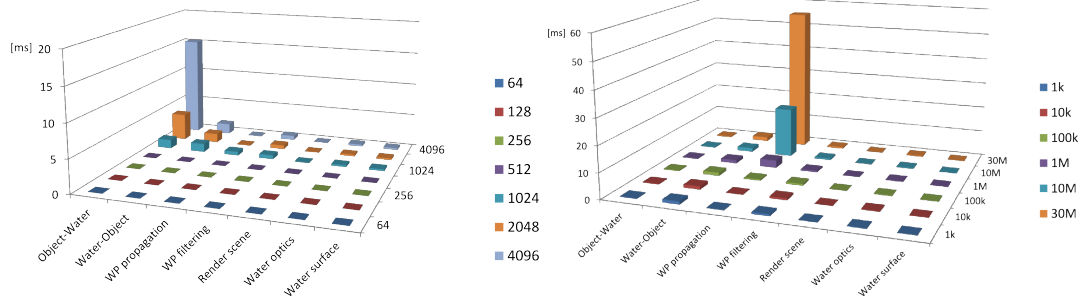 [ms]
20
15
10
5
0
Object-Water
Water-Object
WP propagation
WP filtering
Render scene
Water optics
Water surface
64
256
1024
4096
64
128
256
512
1024
2048
4096
[ms]
60
50
40
30
20
10
0
Object-Water
Water-Object
WP propagation
WP filtering
Render scene
Water optics
Water surface
1k
10k
100k
1M
10M
30M
1k
10k
100k
1M
10M
30M